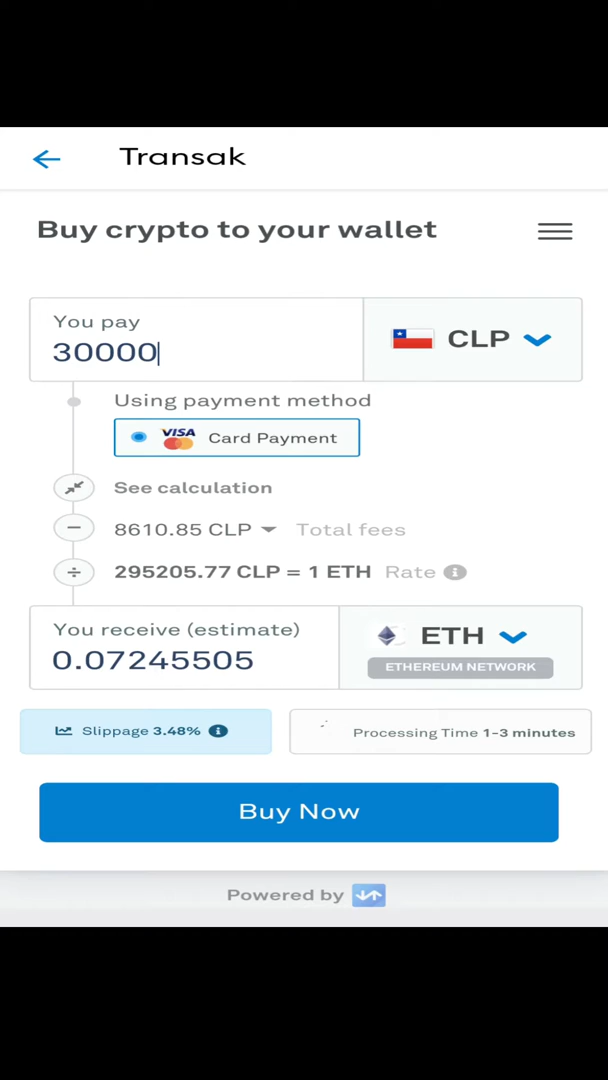 Transak
Buy crypto to your wallet
You pay
30000
CLP
Using payment method
VISA Card Payment
See calculation
8610.85 CLP Total fees
295205.77 CLP = 1 ETH Rate
You receive (estimate)
0.07245505
ETH
ETHEREUM NETWORK
Slippage 3.48%
Processing Time 1-3 minutes
Buy Now
Powered by